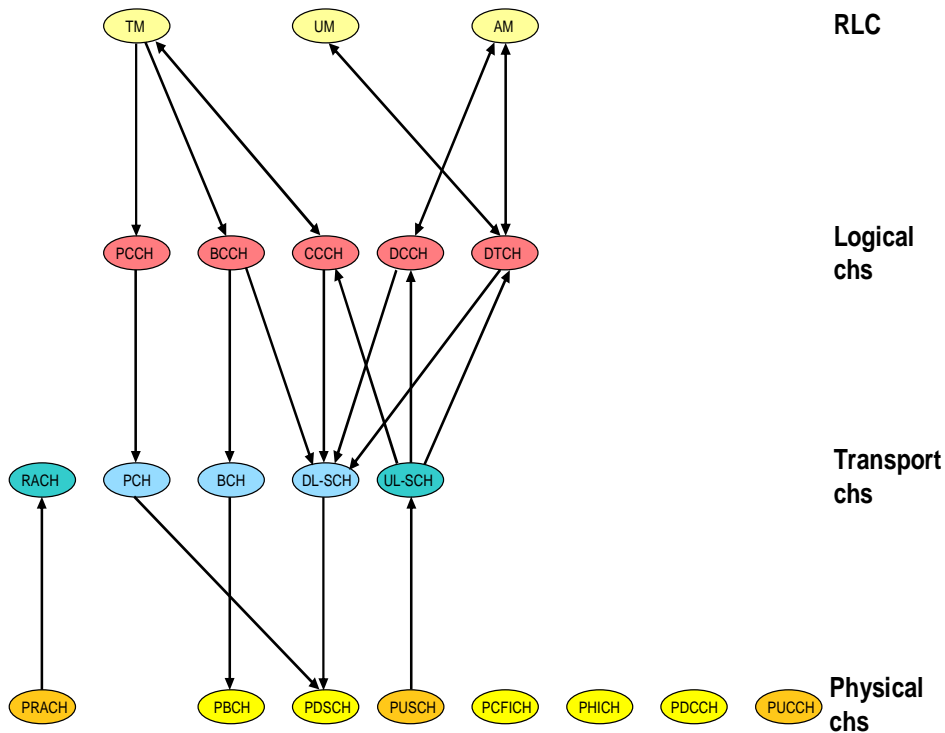 TM UM AM RLC
PCCH BCCH CCCH DCCH DTCH Logical
chs
RACH PCH BCH DL-SCH UL-SCH Transport
chs
PRACH PBCH PDSCH PUSCH PCFICH PHICH PDCCH PUCCH Physical
chs